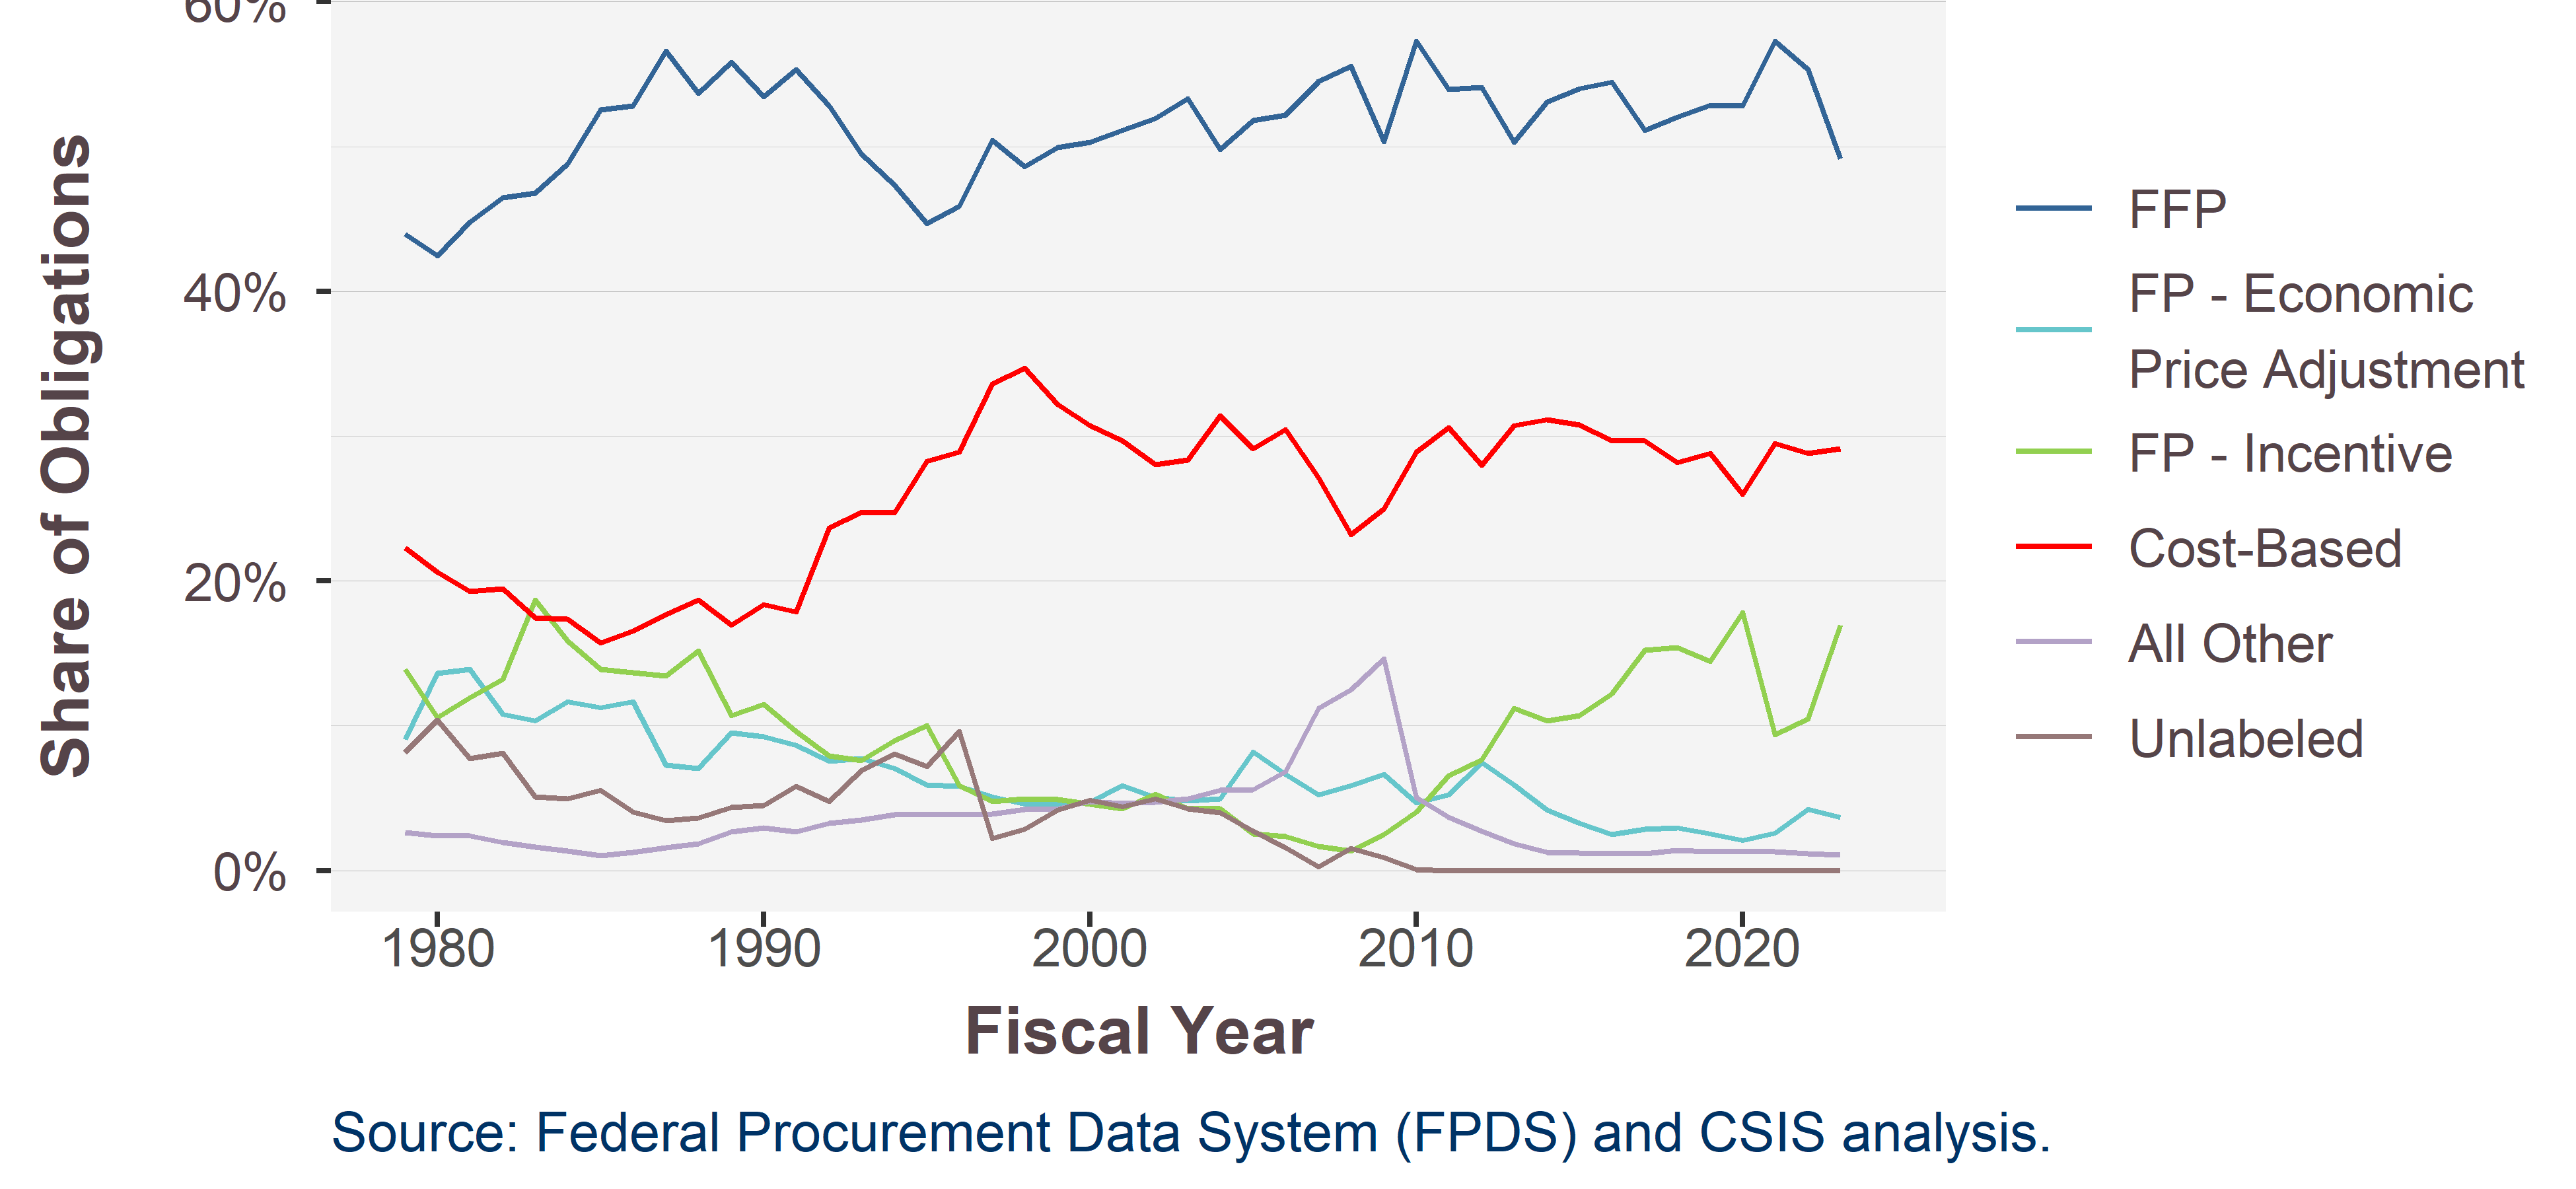 60%
40%
20%
0%
Share of Obligations
1980 1990 2000 2010 2020
Fiscal Year
FFP
FP - Economic
Price Adjustment
FP - Incentive
Cost-Based
All Other
Unlabeled
Source: Federal Procurement Data System (FPDS) and CSIS analysis.